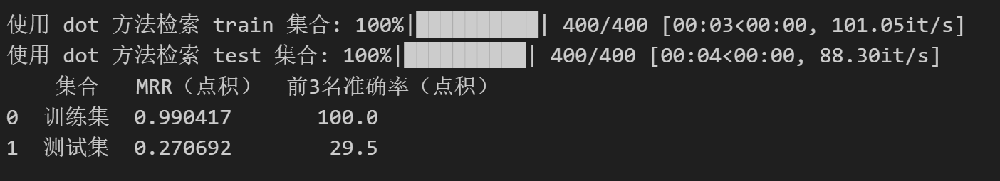 使用 dot 方法检索 train 集合: 100%|██████████| 400/400 [00:03<00:00, 101.05it/s]
使用 dot 方法检索 test 集合: 100%|██████████| 400/400 [00:04<00:00, 88.30it/s]
集合 MRR（点积） 前3名准确率（点积）
0 训练集 0.990417 100.0
1 测试集 0.270692 29.5